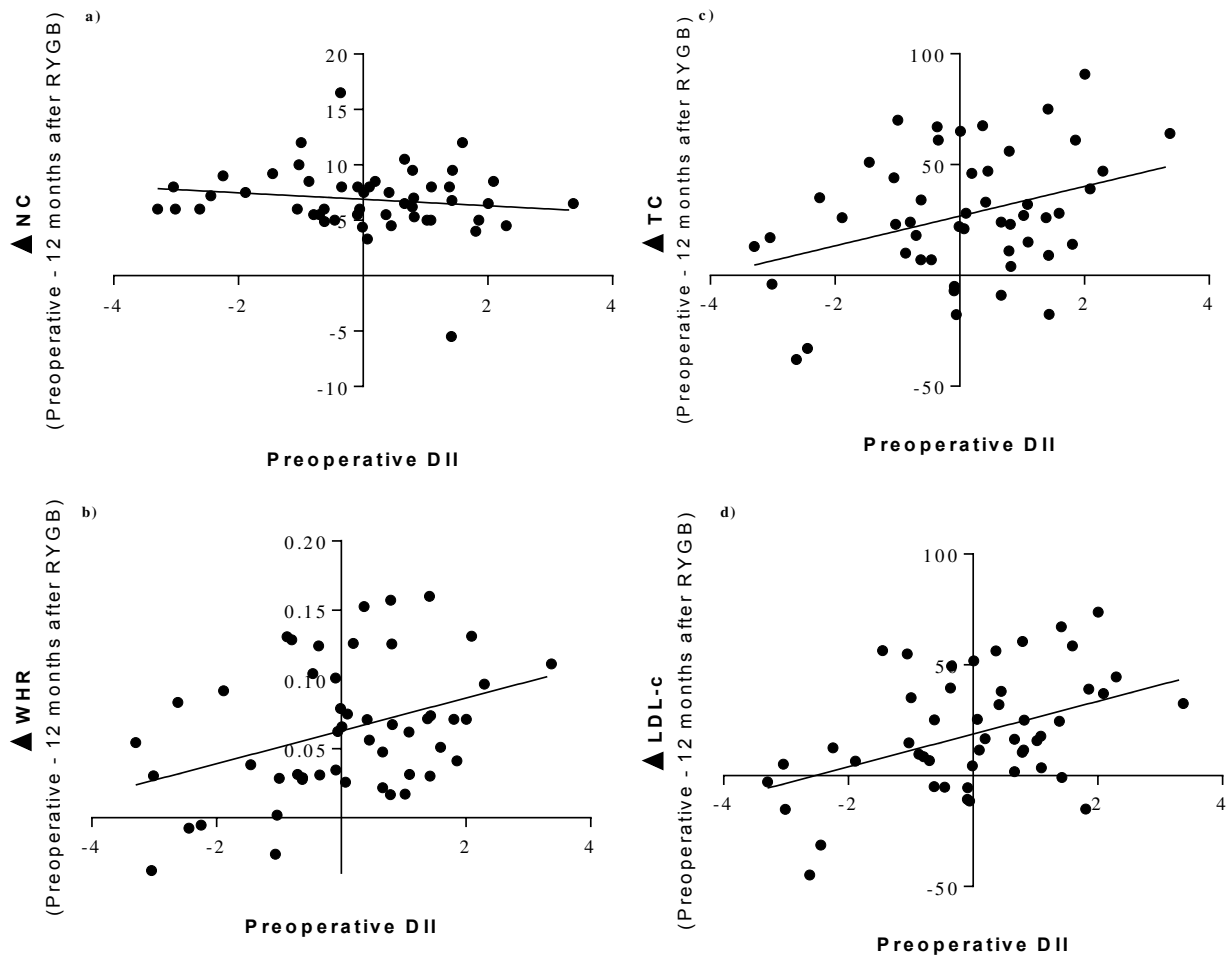 a)
▲ NC
(Preoperative - 12 months after RYGB)
20
15
10
5
-5
-10
-4
-2
2
4
Preoperative DII
c)
▲ TC
(Preoperative - 12 months after RYGB)
100
50
-50
-4
-2
2
4
Preoperative DII
b)
▲ WHR
(Preoperative - 12 months after RYGB)
0.20
0.15
0.10
0.05
-4
-2
2
4
Preoperative DII
d)
▲ LDL-c
(Preoperative - 12 months after RYGB)
100
50
-50
-4
-2
2
4
Preoperative DII